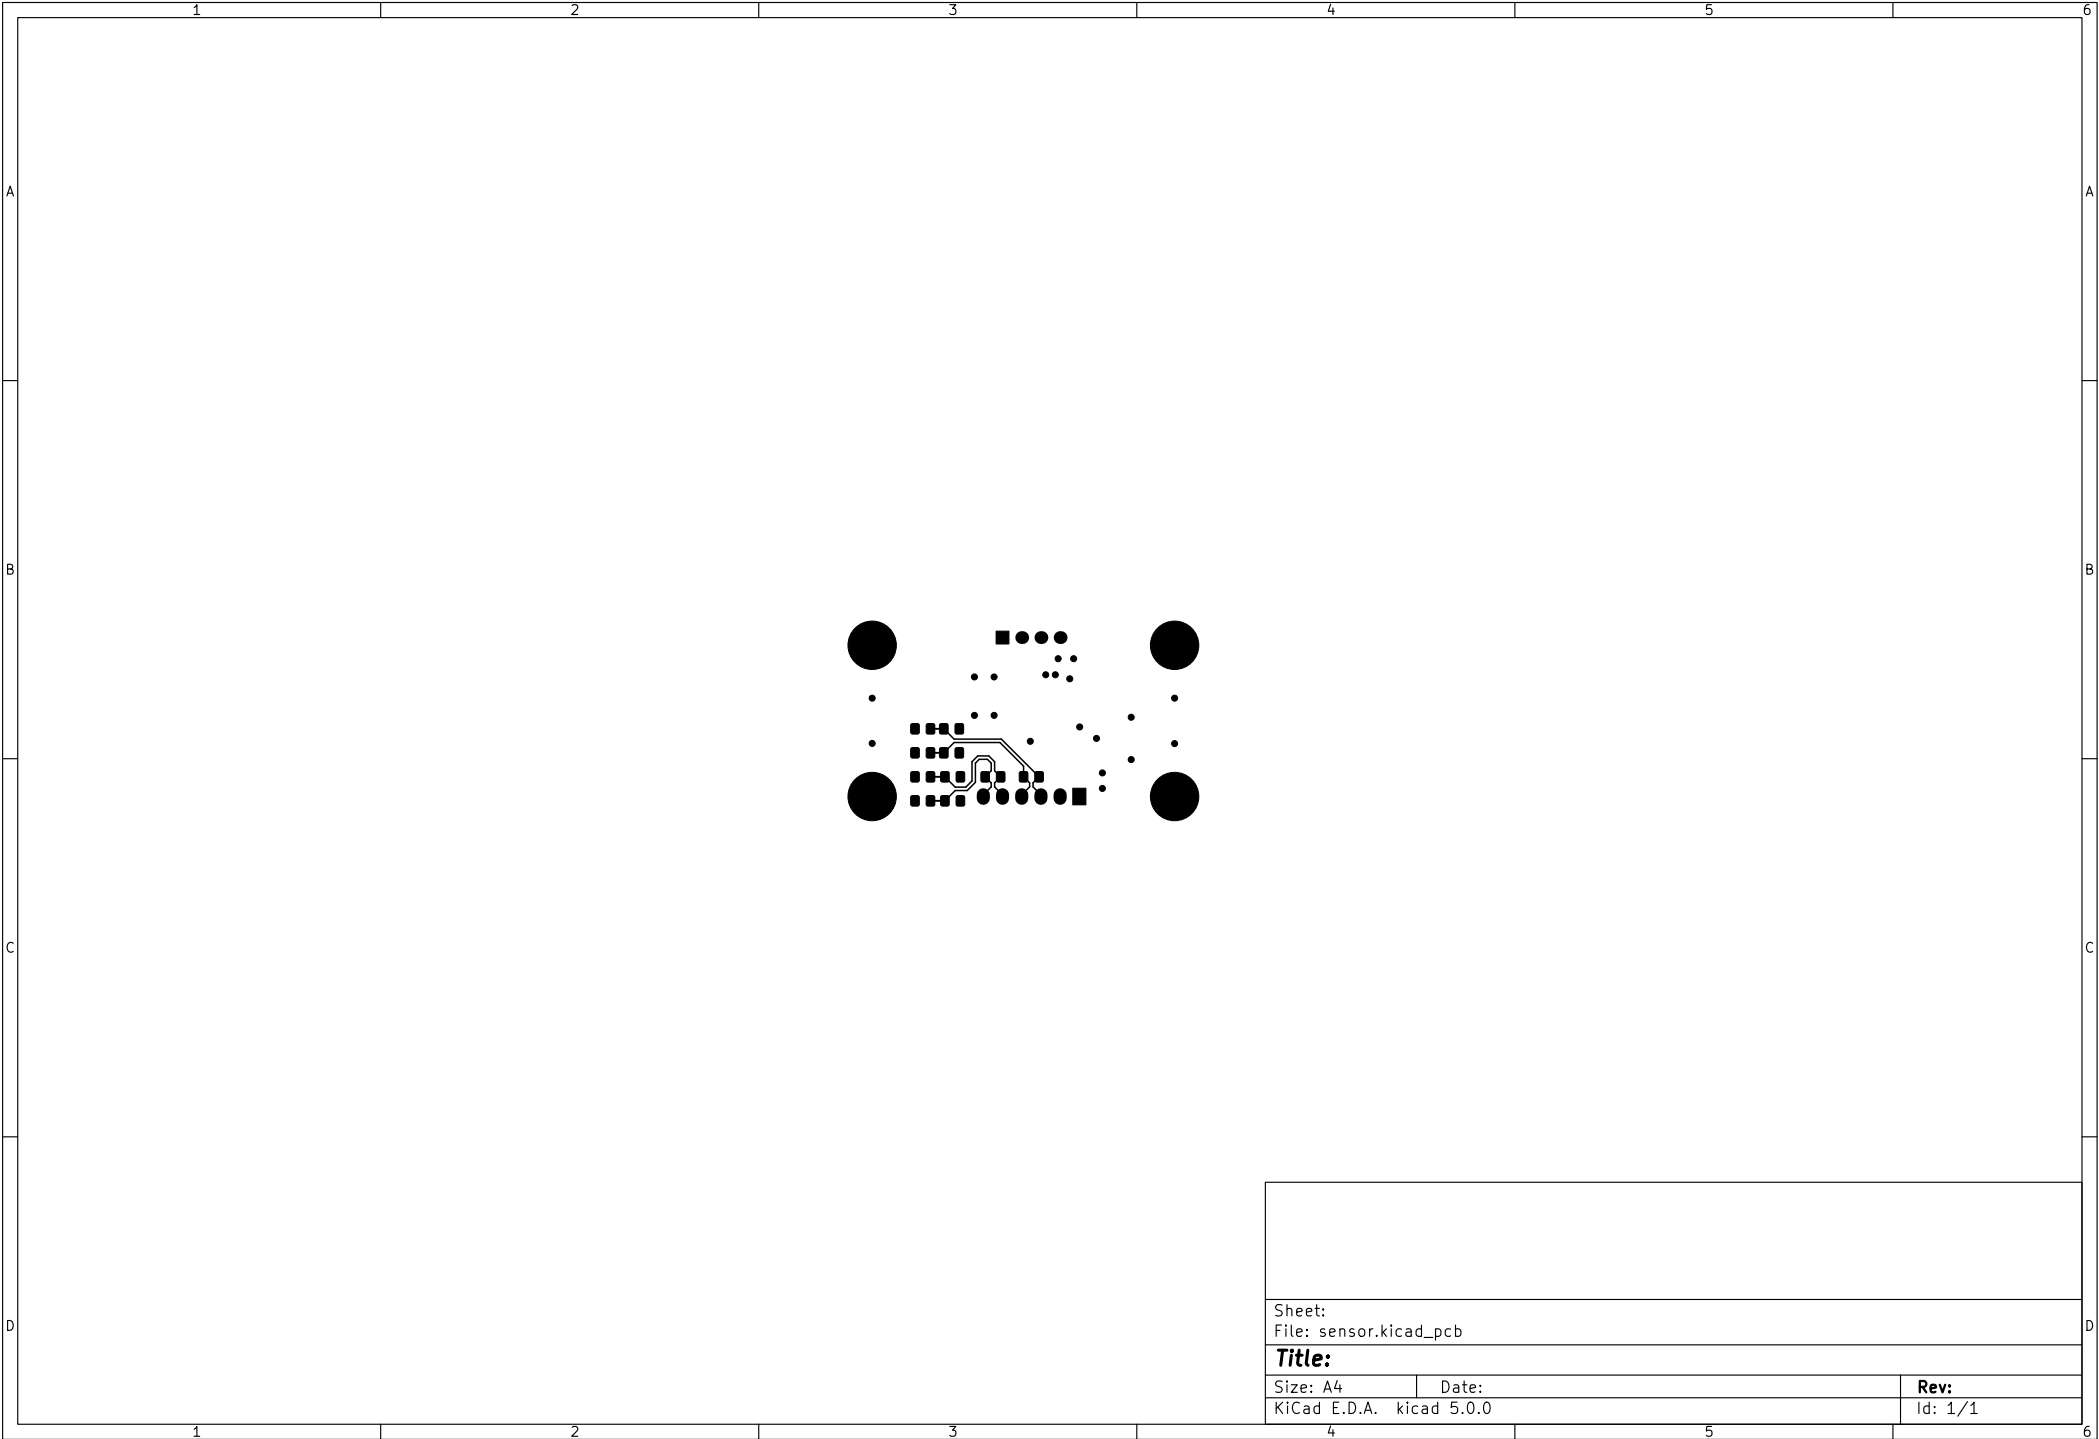 1 2 3 4 5 6
A A
B B
C C
D D
Sheet:
File: sensor.kicad_pcb
Title:
Size: A4 Date: Rev:
KiCad E.D.A. kicad 5.0.0 Id: 1/1
1 2 3 4 5 6